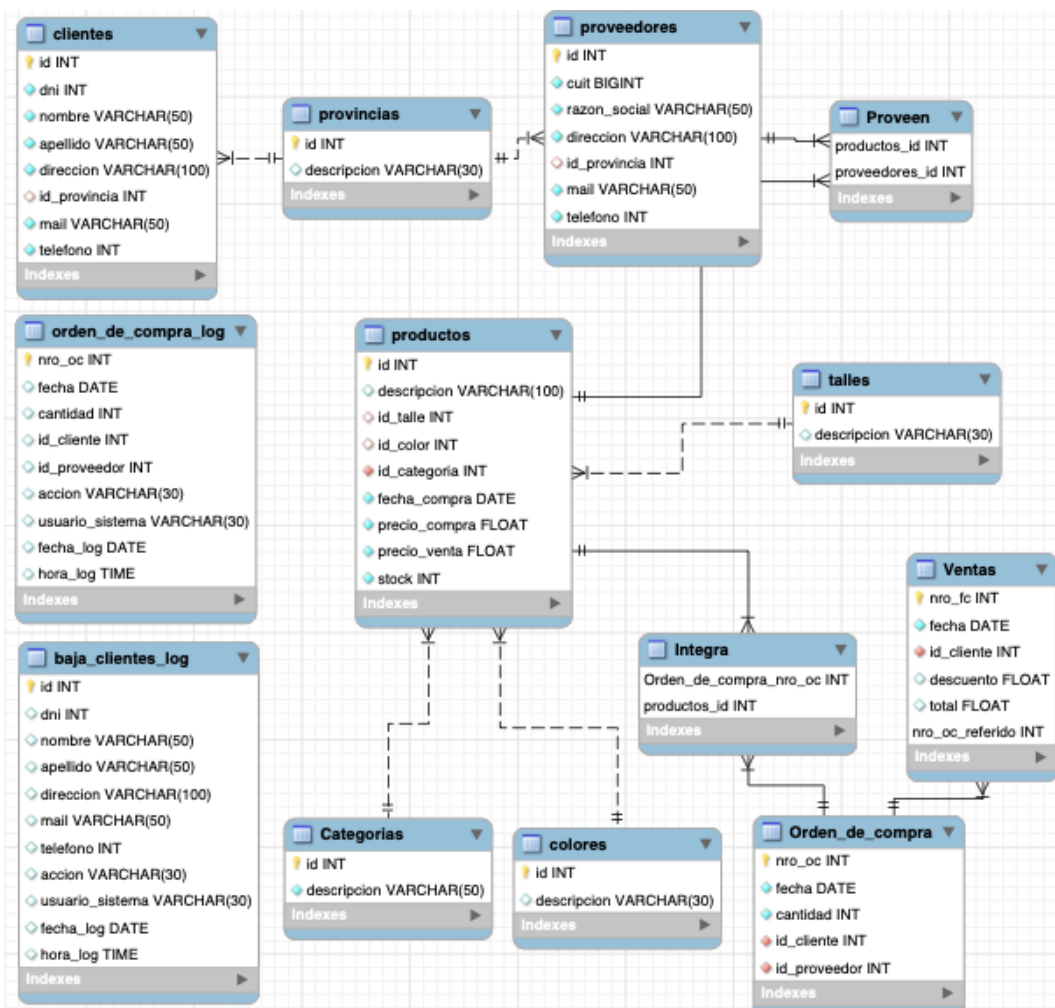 clientes
id INT
dni INT
nombre VARCHAR(50)
apellido VARCHAR(50)
direccion VARCHAR(100)
id_provincia INT
mail VARCHAR(50)
telefono INT
Indexes
provincias
id INT
descripcion VARCHAR(30)
Indexes
proveedores
id INT
cuit BIGINT
razon_social VARCHAR(50)
direccion VARCHAR(100)
id_provincia INT
mail VARCHAR(50)
telefono INT
Indexes
Proveen
productos_id INT
proveedores_id INT
Indexes
orden_de_compra_log
nro_oc INT
fecha DATE
cantidad INT
id_cliente INT
id_proveedor INT
accion VARCHAR(30)
usuario_sistema VARCHAR(30)
fecha_log DATE
hora_log TIME
Indexes
productos
id INT
descripcion VARCHAR(100)
id_talle INT
id_color INT
id_categoria INT
fecha_compra DATE
precio_compra FLOAT
precio_venta FLOAT
stock INT
Indexes
talles
id INT
descripcion VARCHAR(30)
Indexes
Ventas
nro_fc INT
fecha DATE
id_cliente INT
descuento FLOAT
total FLOAT
nro_oc_referido INT
Indexes
baja_clientes_log
id INT
dni INT
nombre VARCHAR(50)
apellido VARCHAR(50)
direccion VARCHAR(100)
mail VARCHAR(50)
telefono INT
accion VARCHAR(30)
usuario_sistema VARCHAR(30)
fecha_log DATE
hora_log TIME
Indexes
Integra
Orden_de_compra_nro_oc INT
productos_id INT
Indexes
Categorias
id INT
descripcion VARCHAR(50)
Indexes
colores
id INT
descripcion VARCHAR(30)
Indexes
Orden_de_compra
nro_oc INT
fecha DATE
cantidad INT
id_cliente INT
id_proveedor INT
Indexes